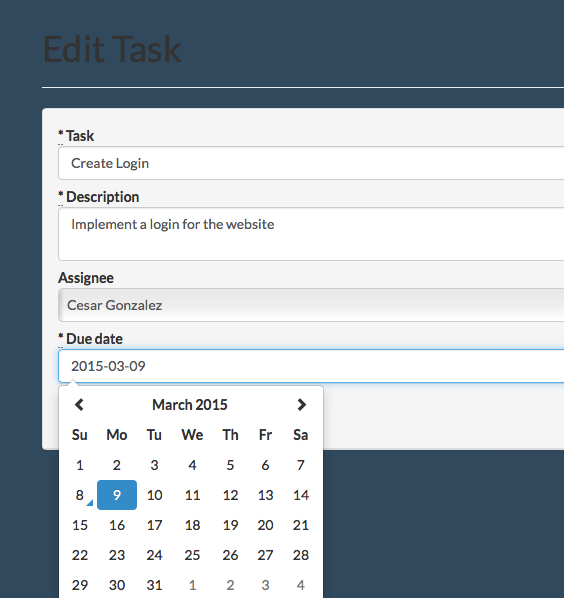 Edit Task
* Task
Create Login
* Description
Implement a login for the website
Assignee
Cesar Gonzalez
* Due date
2015-03-09
March 2015
Su Mo Tu We Th Fr Sa
1 2 3 4 5 6 7
8 9 10 11 12 13 14
15 16 17 18 19 20 21
22 23 24 25 26 27 28
29 30 31 1 2 3 4